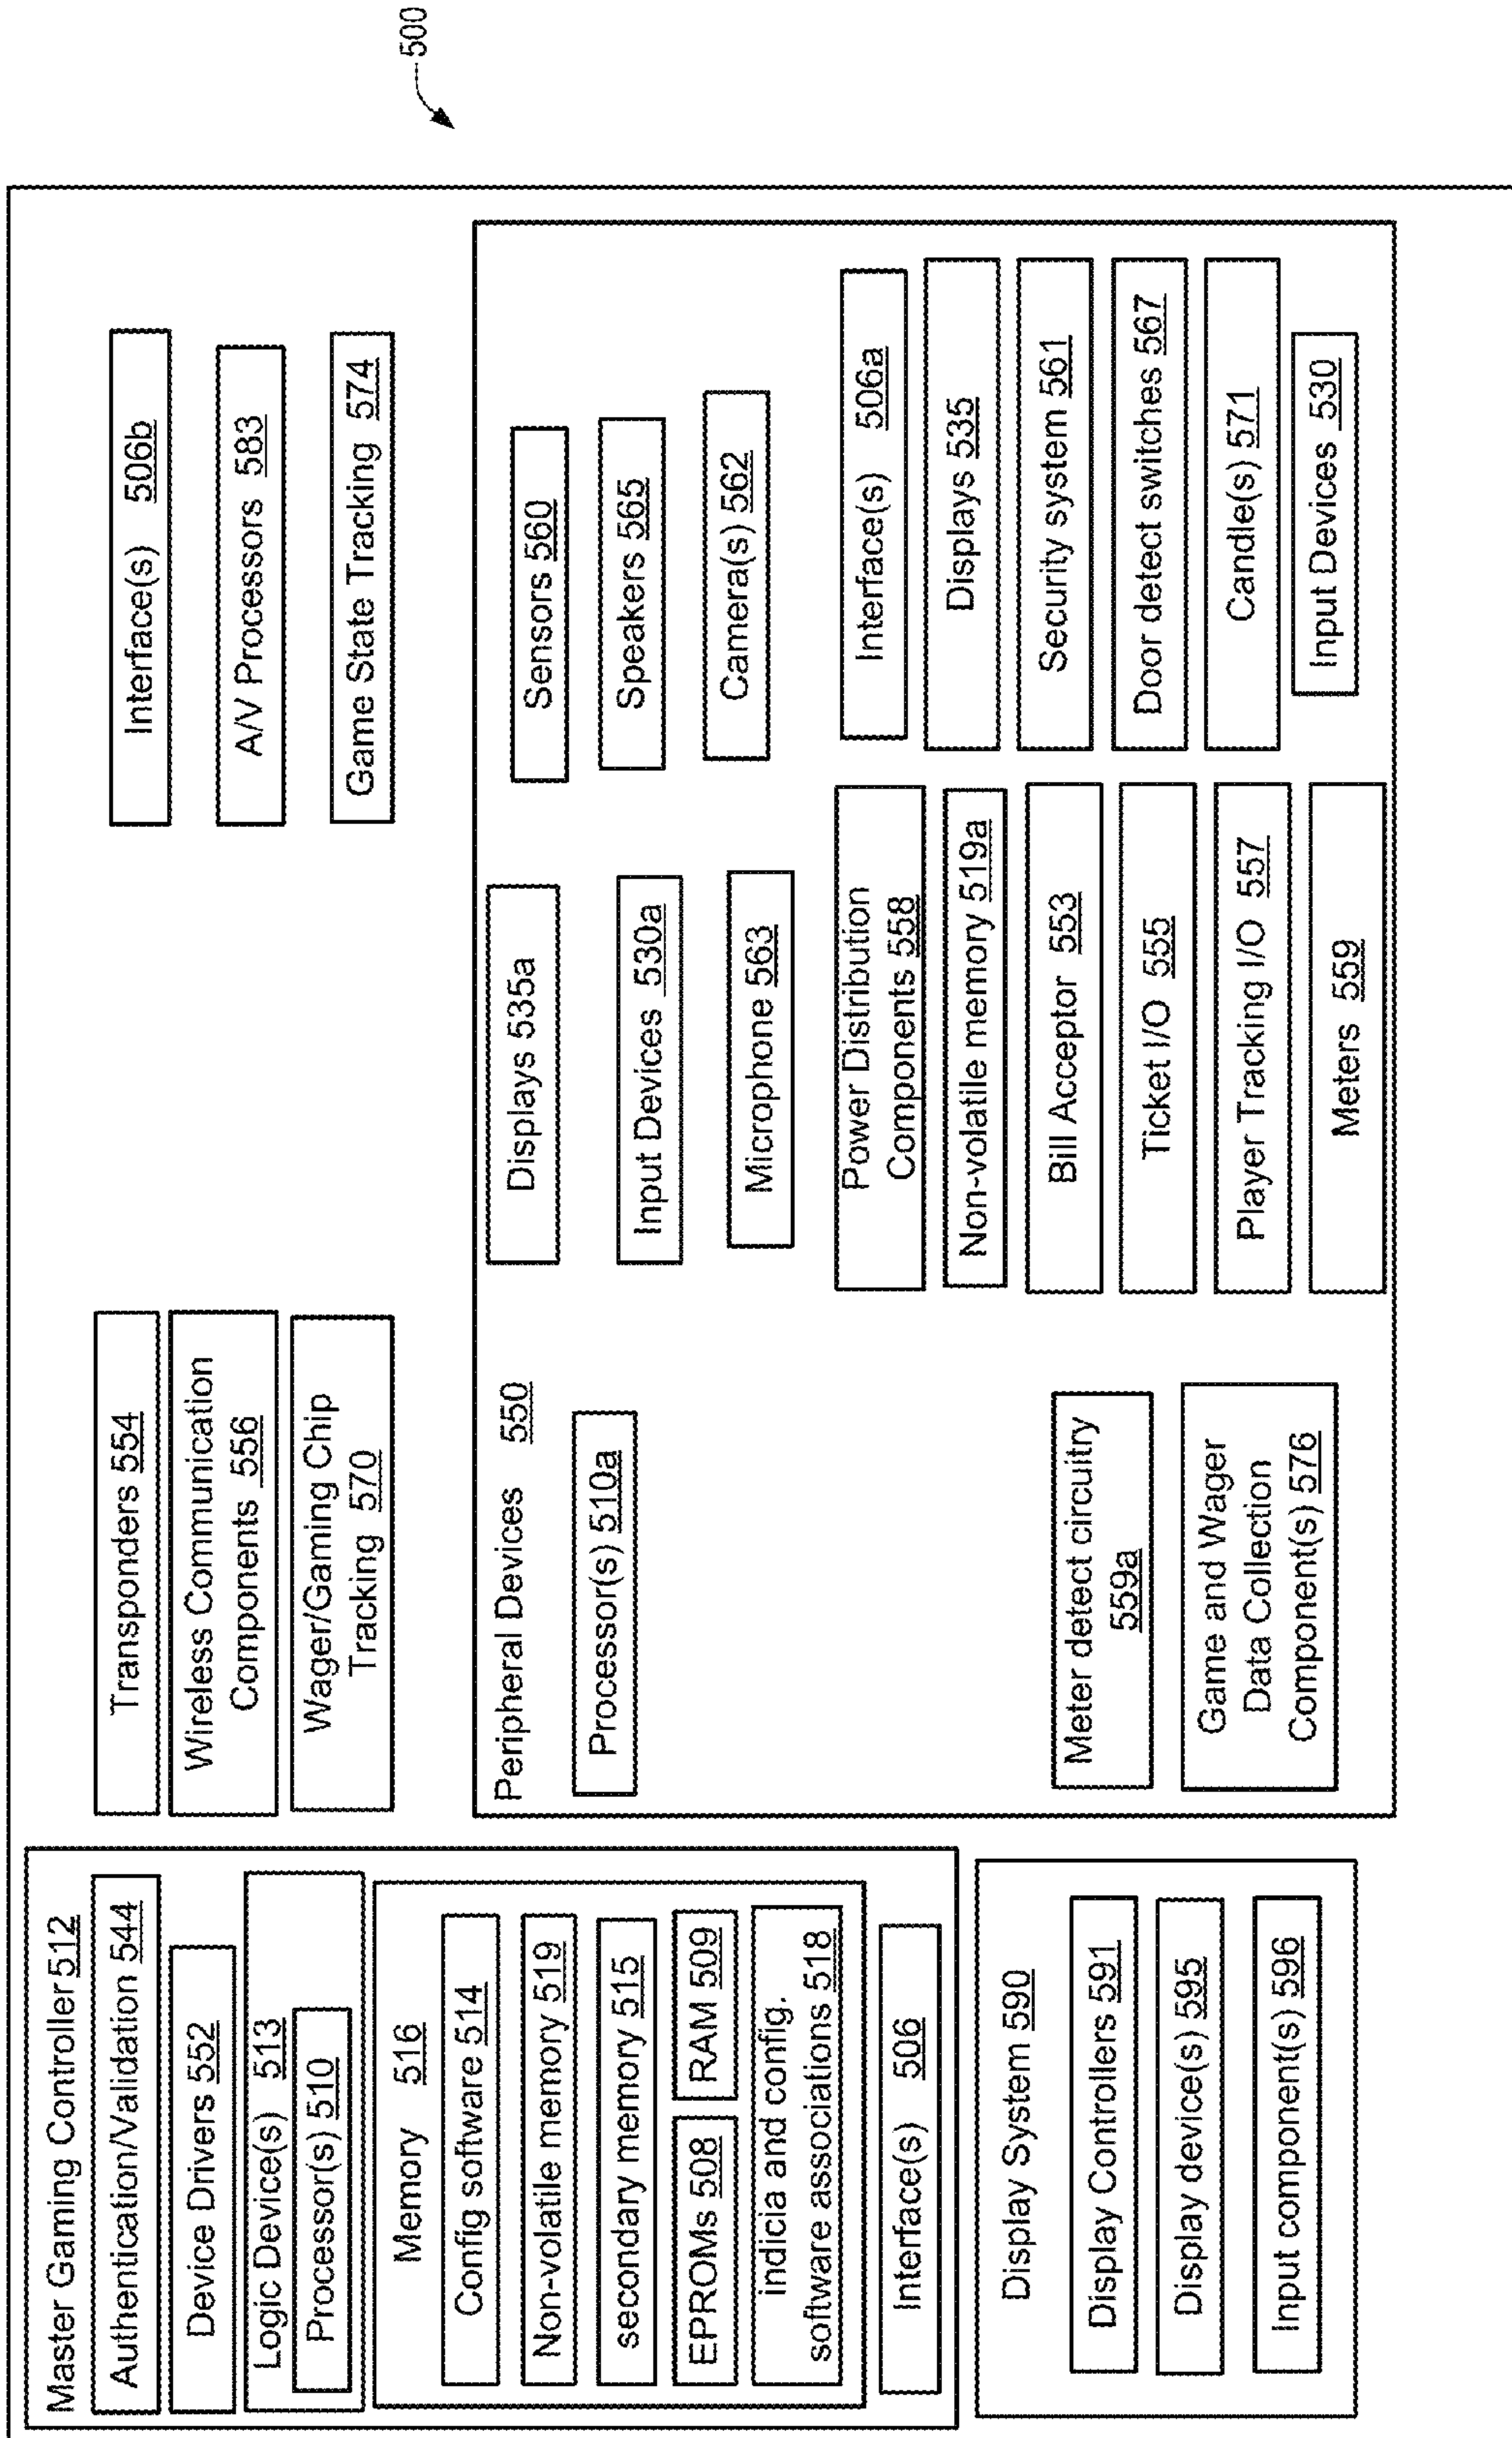 500
Master Gaming Controller 512
Authentication/Validation 544
Device Drivers 552
Logic Device(s) 513
Processor(s) 510
Memory 516
Config software 514
Non-volatile memory 519
secondary memory 515
EPROMs 508
RAM 509
indicia and config.
software associations 518
Interface(s) 506
Display System 590
Display Controllers 591
Display device(s) 595
Input component(s) 596
Transponders 554
Wireless Communication
Components 556
Wager/Gaming Chip
Tracking 570
Interface(s) 506b
A/V Processors 583
Game State Tracking 574
Peripheral Devices 550
Processor(s) 510a
Meter detect circuitry
559a
Game and Wager
Data Collection
Component(s) 576
Displays 535a
Input Devices 530a
Microphone 563
Power Distribution
Components 558
Non-volatile memory 519a
Bill Acceptor 553
Ticket I/O 555
Player Tracking I/O 557
Meters 559
Sensors 560
Speakers 565
Camera(s) 562
Interface(s) 506a
Displays 535
Security system 561
Door detect switches 567
Candle(s) 571
Input Devices 530